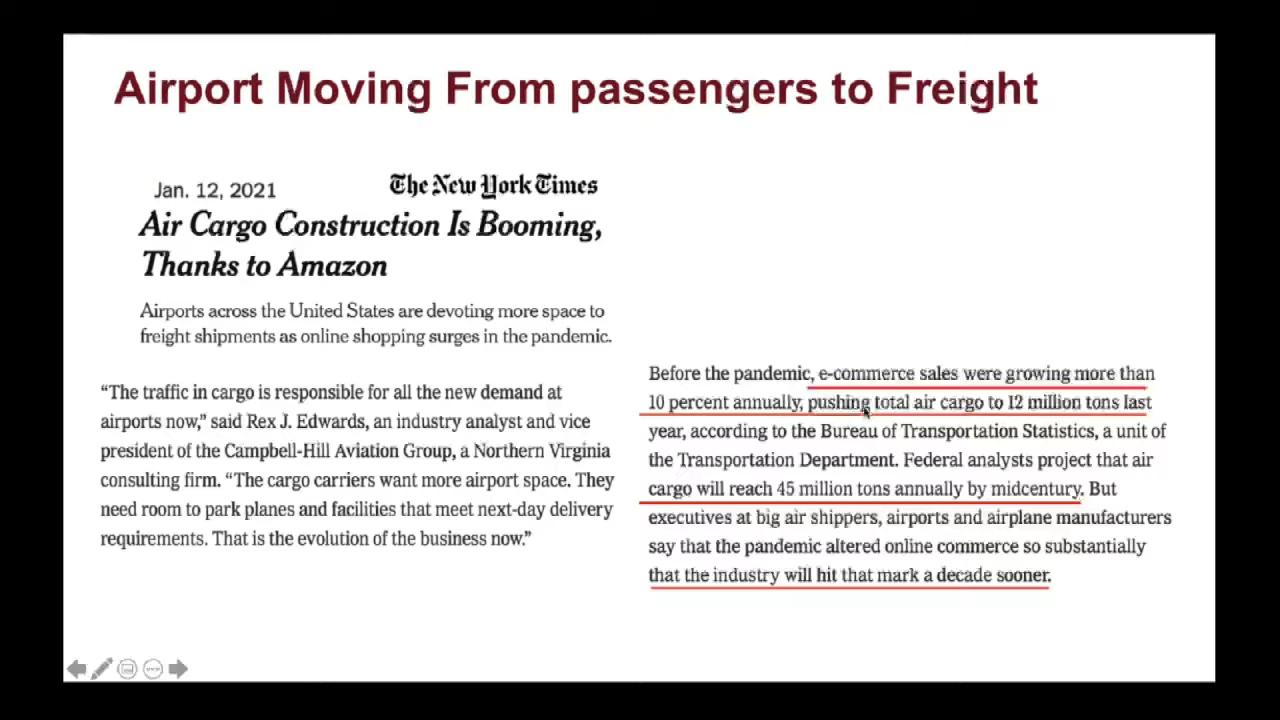 Airport Moving From passengers to Freight
Jan. 12, 2021
The New York Times
Air Cargo Construction Is Booming,
Thanks to Amazon
Airports across the United States are devoting more space to
freight shipments as online shopping surges in the pandemic.
“The traffic in cargo is responsible for all the new demand at
airports now,” said Rex J. Edwards, an industry analyst and vice
president of the Campbell-Hill Aviation Group, a Northern Virginia
consulting firm. “The cargo carriers want more airport space. They
need room to park planes and facilities that meet next-day delivery
requirements. That is the evolution of the business now.”
Before the pandemic, e-commerce sales were growing more than
10 percent annually, pushing total air cargo to 12 million tons last
year, according to the Bureau of Transportation Statistics, a unit of
the Transportation Department. Federal analysts project that air
cargo will reach 45 million tons annually by midcentury. But
executives at big air shippers, airports and airplane manufacturers
say that the pandemic altered online commerce so substantially
that the industry will hit that mark a decade sooner.